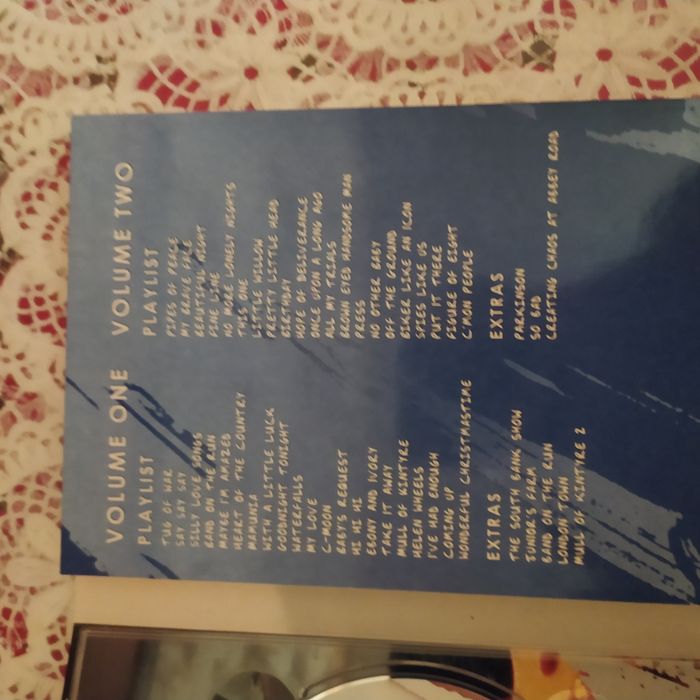 VOLUME ONE
PLAYLIST
TUG OF WAR
SAY SAY SAY
SILLY LOVE SONGS
BAND ON THE RUN
MAYBE I'M AMAZED
HEART OF THE COUNTRY
MAMUNIA
WITH A LITTLE LUCK
GOODNIGHT TONIGHT
WATERFALLS
MY LOVE
C-MOON
BABY'S REQUEST
HI HI HI
EBONY AND IVORY
TAKE IT AWAY
MULL OF KINTYRE
HELEN WHEELS
I'VE HAD ENOUGH
COMING UP
WONDERFUL CHRISTMASTIME
EXTRAS
THE SOUTH BANK SHOW
JUNIOR'S FARM
BAND ON THE RUN
LONDON TOWN
MULL OF KINTYRE 2
VOLUME TWO
PLAYLIST
PIPES OF PEACE
MY BRAVE FACE
BEAUTIFUL NIGHT
FINE LINE
NO MORE LONELY NIGHTS
THIS ONE
LITTLE WILLOW
PRETTY LITTLE HEAD
BIRTHDAY
HOPE OF DELIVERANCE
ONCE UPON A LONG AGO
ALL MY TRIALS
BROWN EYED HANDSOME MAN
PRESS
NO OTHER BABY
OFF THE GROUND
BIKER LIKE AN ICON
SPIES LIKE US
PUT IT THERE
FIGURE OF EIGHT
C'MON PEOPLE
EXTRAS
PARKINSON
SO BAD
CREATING CHAOS AT ABBEY ROAD